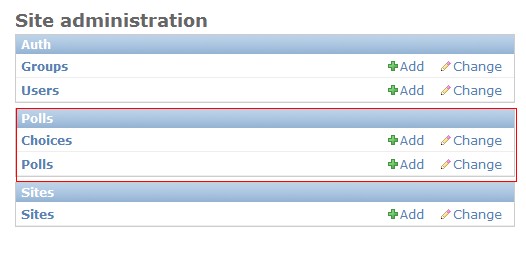 Site administration
Auth
Groups Add Change
Users Add Change
Polls
Choices Add Change
Polls Add Change
Sites
Sites Add Change